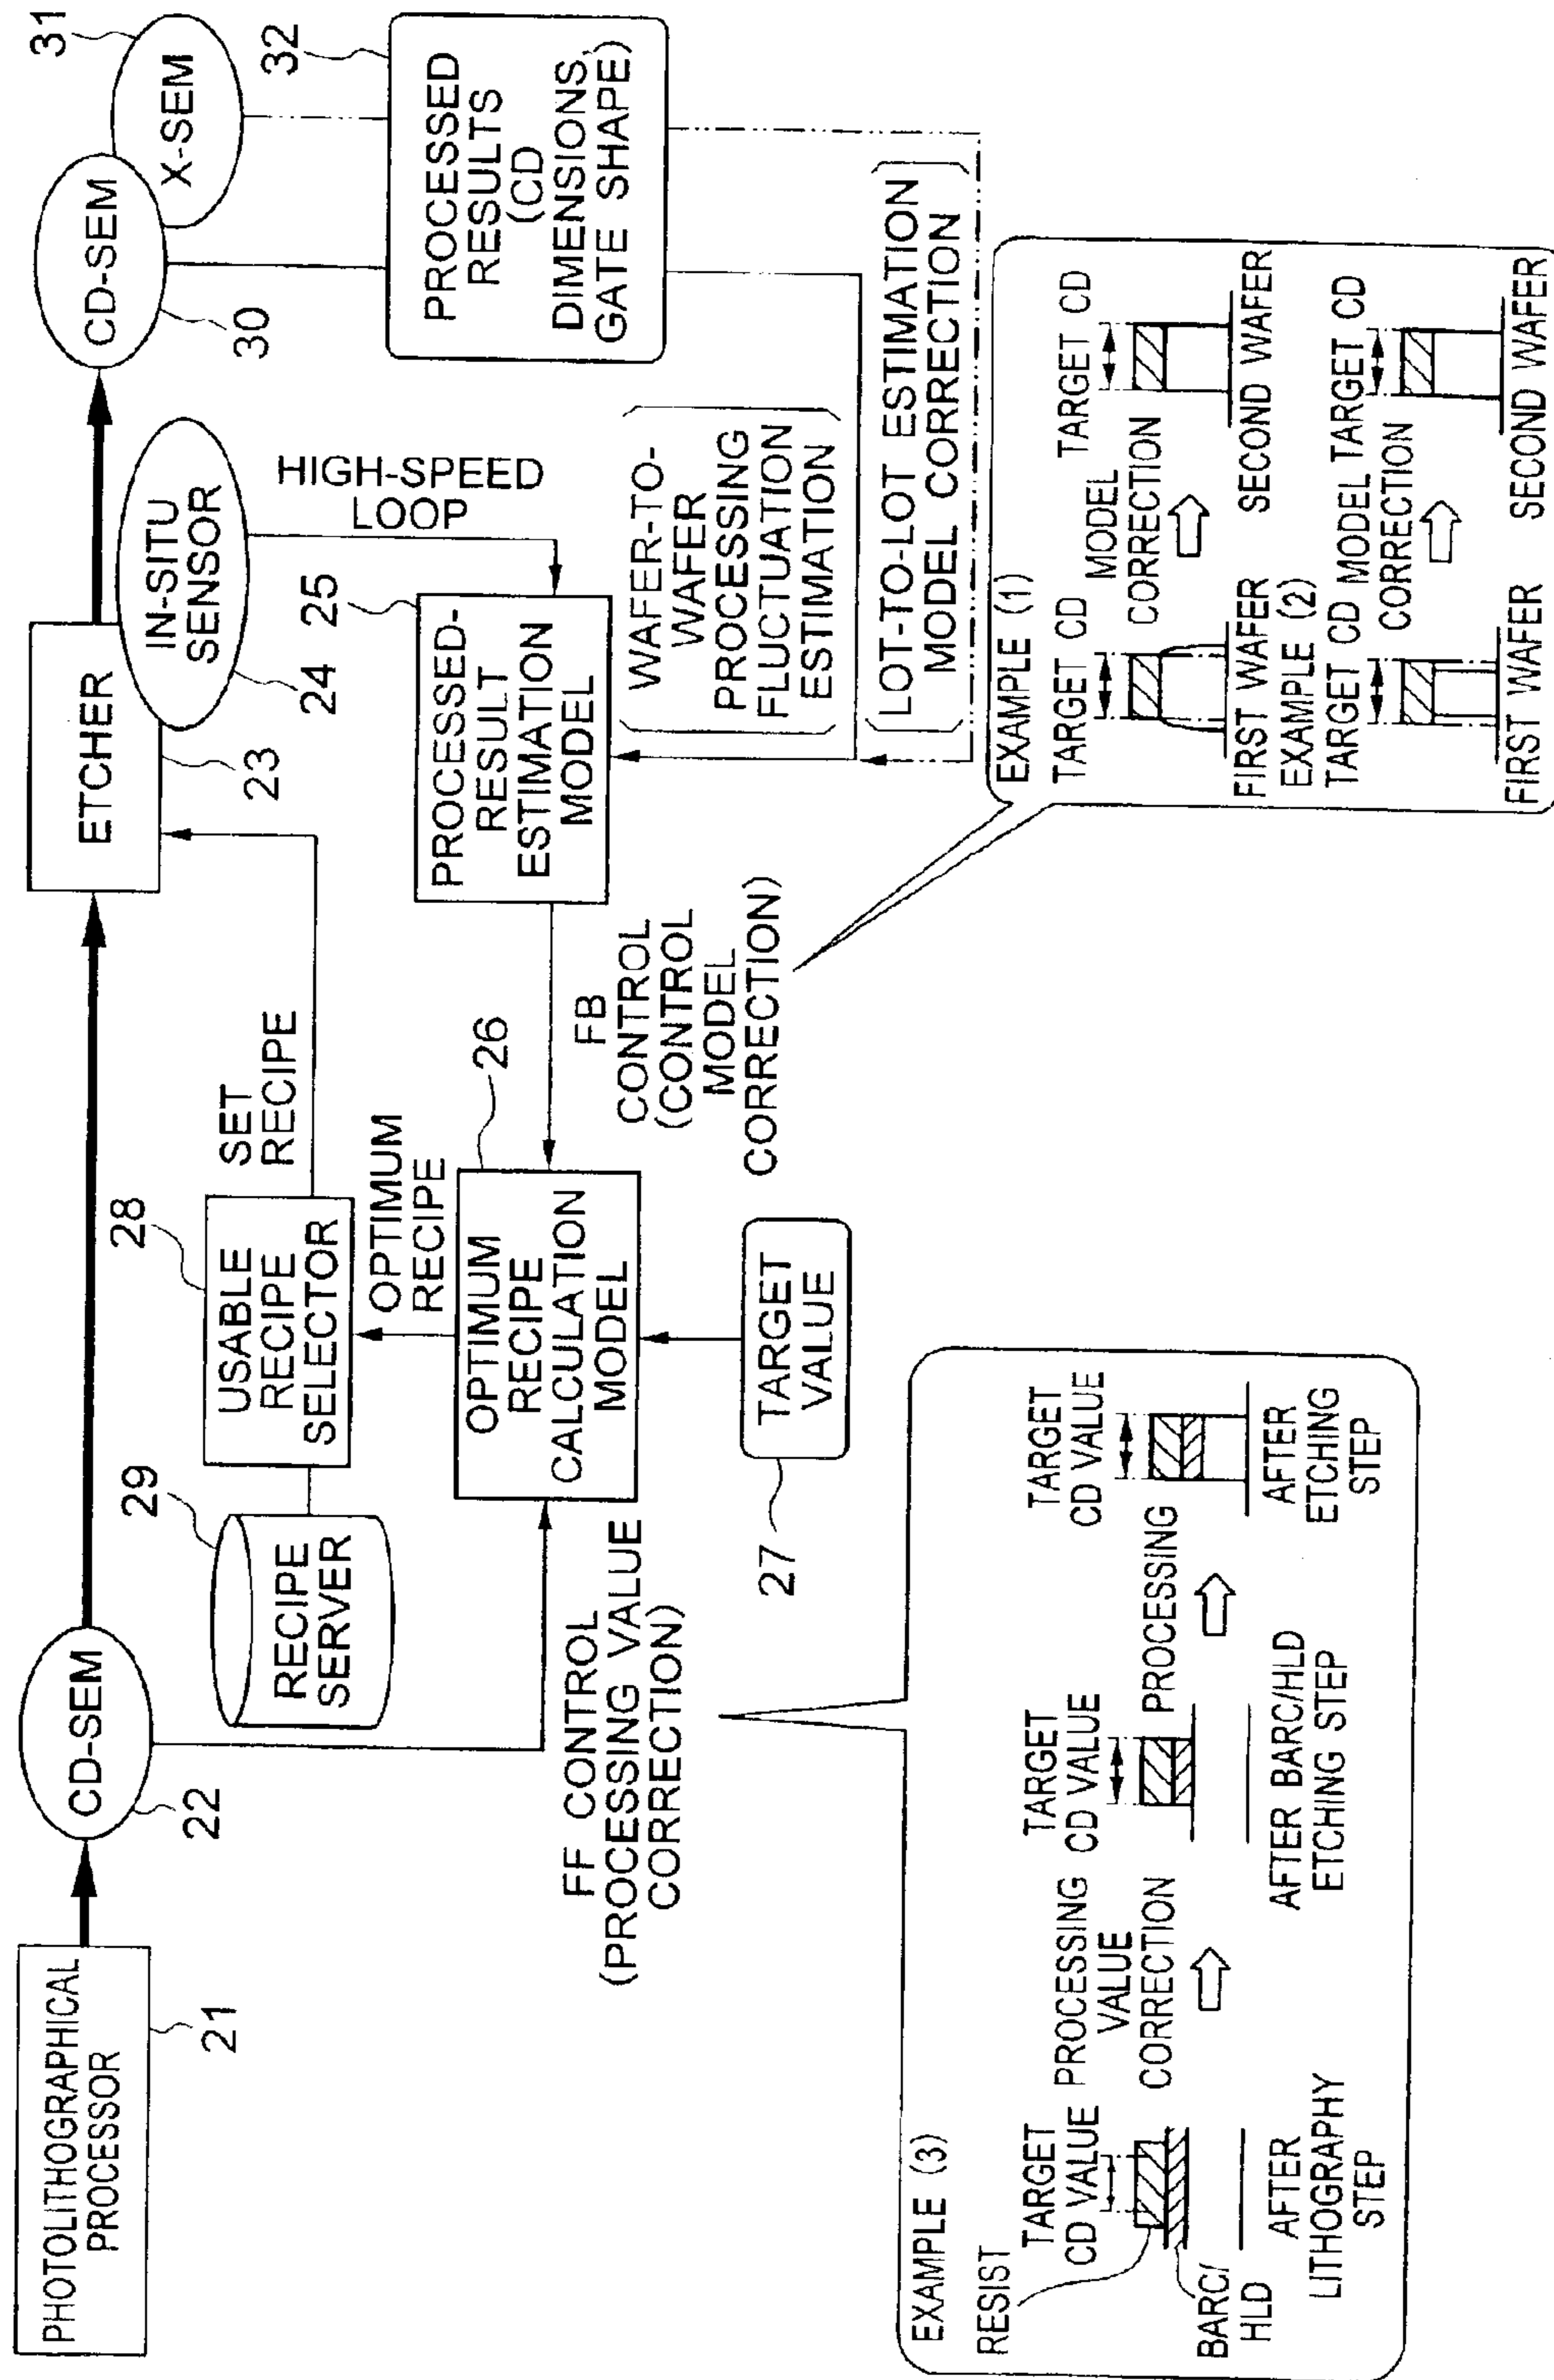 PHOTOLITHOGRAPHICAL
PROCESSOR
21
CD-SEM
22
RECIPE
SERVER
29
USABLE
RECIPE
SELECTOR
28
SET
RECIPE
ETCHER
23
IN-SITU
SENSOR
24
HIGH-SPEED
LOOP
CD-SEM
30
X-SEM
31
PROCESSED
RESULTS
(CD
DIMENSIONS,
GATE SHAPE)
32
FF CONTROL
(PROCESSING VALUE
CORRECTION)
OPTIMUM
RECIPE
OPTIMUM
RECIPE
CALCULATION
MODEL
26
TARGET
VALUE
27
FB
CONTROL
(CONTROL
MODEL
CORRECTION)
PROCESSED-
RESULT
ESTIMATION
MODEL
25
WAFER-TO-
WAFER
PROCESSING
FLUCTUATION
ESTIMATION
LOT-TO-LOT ESTIMATION
MODEL CORRECTION
EXAMPLE (3)
RESIST
TARGET
CD VALUE
BARC/
HLD
AFTER
LITHOGRAPHY
STEP
PROCESSING
VALUE
CORRECTION
TARGET
CD VALUE
AFTER BARC/HLD
ETCHING STEP
PROCESSING
TARGET
CD VALUE
AFTER
ETCHING
STEP
EXAMPLE (1)
TARGET CD
FIRST WAFER
MODEL
CORRECTION
TARGET CD
SECOND WAFER
EXAMPLE (2)
TARGET CD
FIRST WAFER
MODEL
CORRECTION
TARGET CD
SECOND WAFER